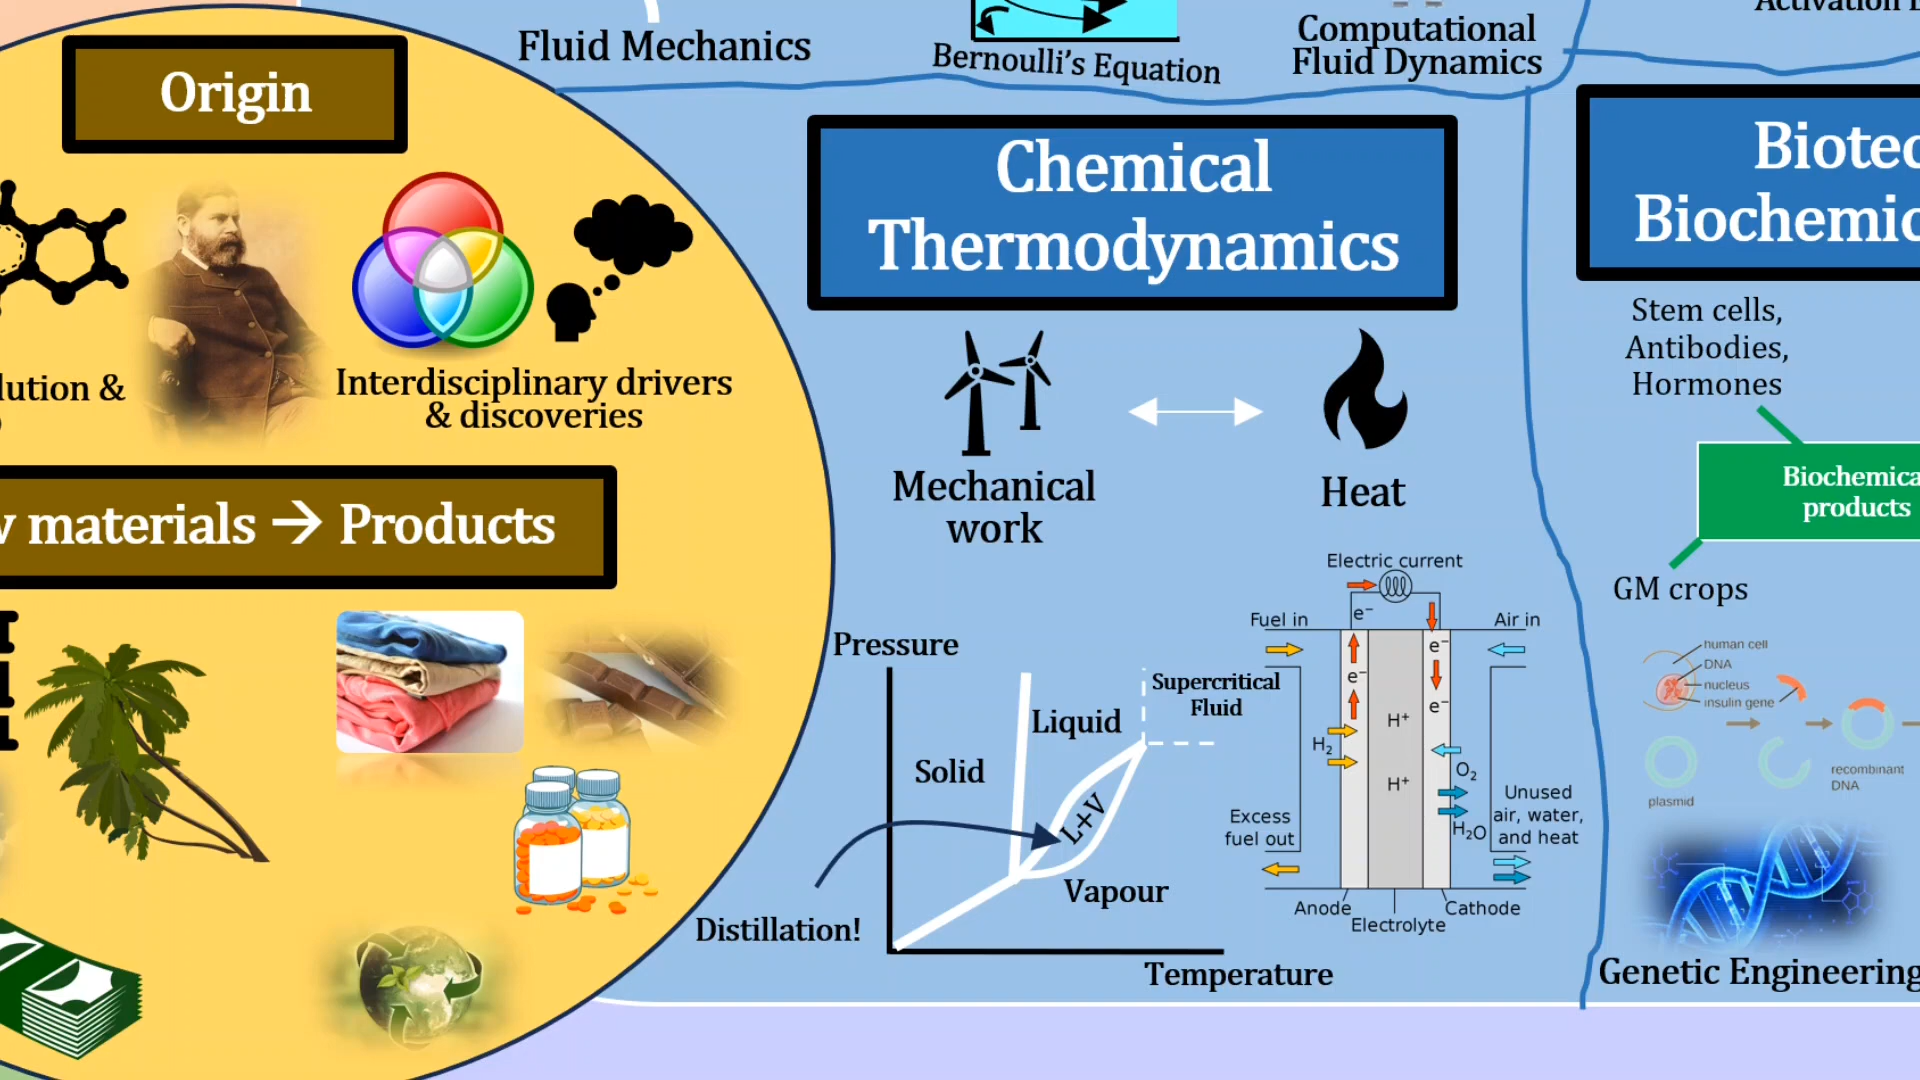 Activation
Fluid Mechanics
Bernoulli's Equation
Computational
Fluid Dynamics
Origin
Interdisciplinary drivers
& discoveries
lution &
materials → Products
Chemical
Thermodynamics
Mechanical
work
Heat
Pressure
Solid
Liquid
Supercritical
Fluid
L+V
Vapour
Distillation!
Temperature
Electric current
Fuel in
Air in
e⁻
e⁻
e⁻
e⁻
H⁺
H⁺
H₂
O₂
H₂O
Excess
fuel out
Unused
air, water,
and heat
Anode
Electrolyte
Cathode
Biotec
Biochemic
Stem cells,
Antibodies,
Hormones
Biochemica
products
GM crops
human cell
DNA
nucleus
insulin gene
plasmid
recombinant
DNA
Genetic Engineering